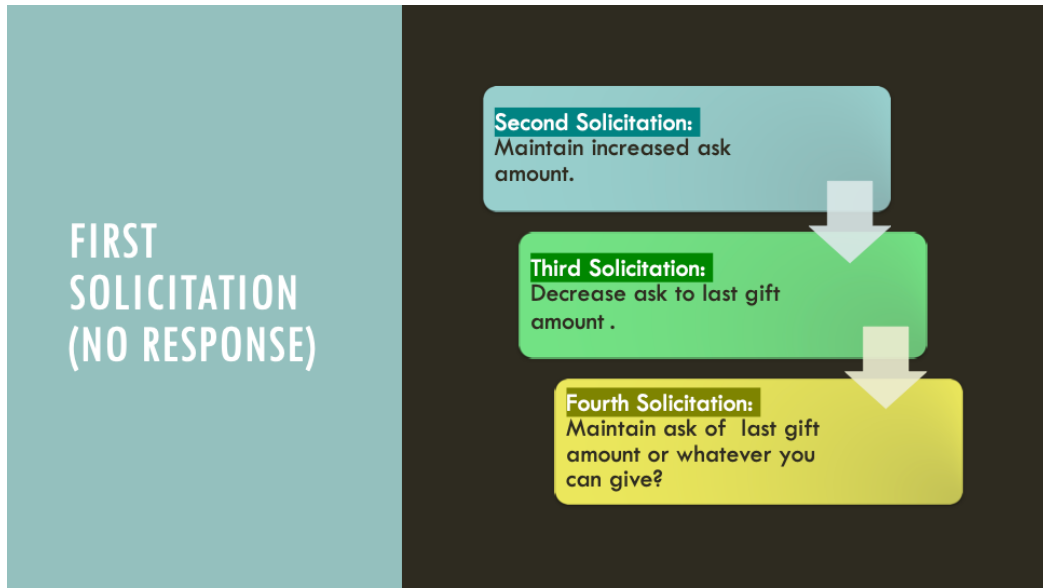 FIRST
SOLICITATION
(NO RESPONSE)
Second Solicitation:
Maintain increased ask
amount.
Third Solicitation:
Decrease ask to last gift
amount .
Fourth Solicitation:
Maintain ask of  last gift
amount or whatever you
can give?